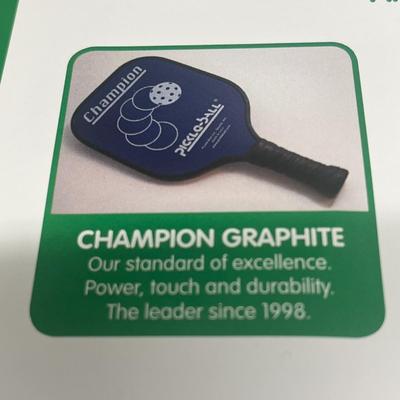 Champion
PICKLE-BALL®
CHAMPION GRAPHITE
Our standard of excellence.
Power, touch and durability.
The leader since 1998.